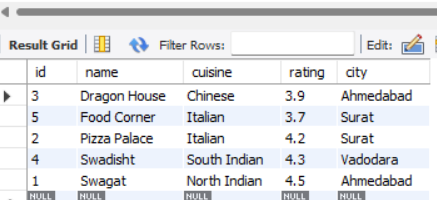 Result Grid Filter Rows: Edit:
id name cuisine rating city
3 Dragon House Chinese 3.9 Ahmedabad
5 Food Corner Italian 3.7 Surat
2 Pizza Palace Italian 4.2 Surat
4 Swadisht South Indian 4.3 Vadodara
1 Swagat North Indian 4.5 Ahmedabad
NULL NULL NULL NULL NULL